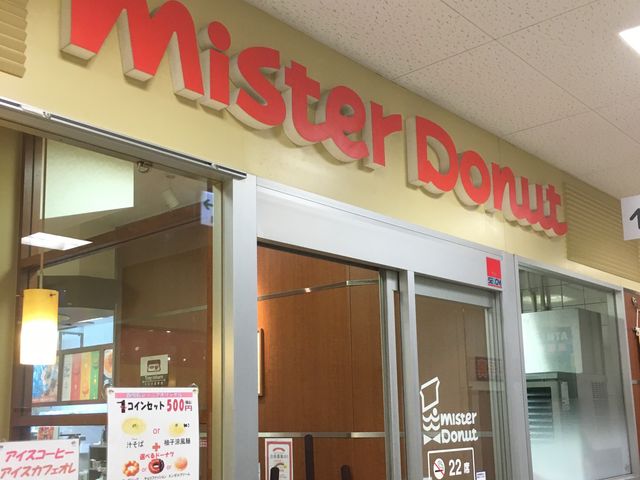 mister Donut
SECOM
1コインセット500円
汁そば
or
柚子涼風麺
+
選べるドーナツ
アイスコーヒー
アイスカフェオレ
mister
Donut
22席